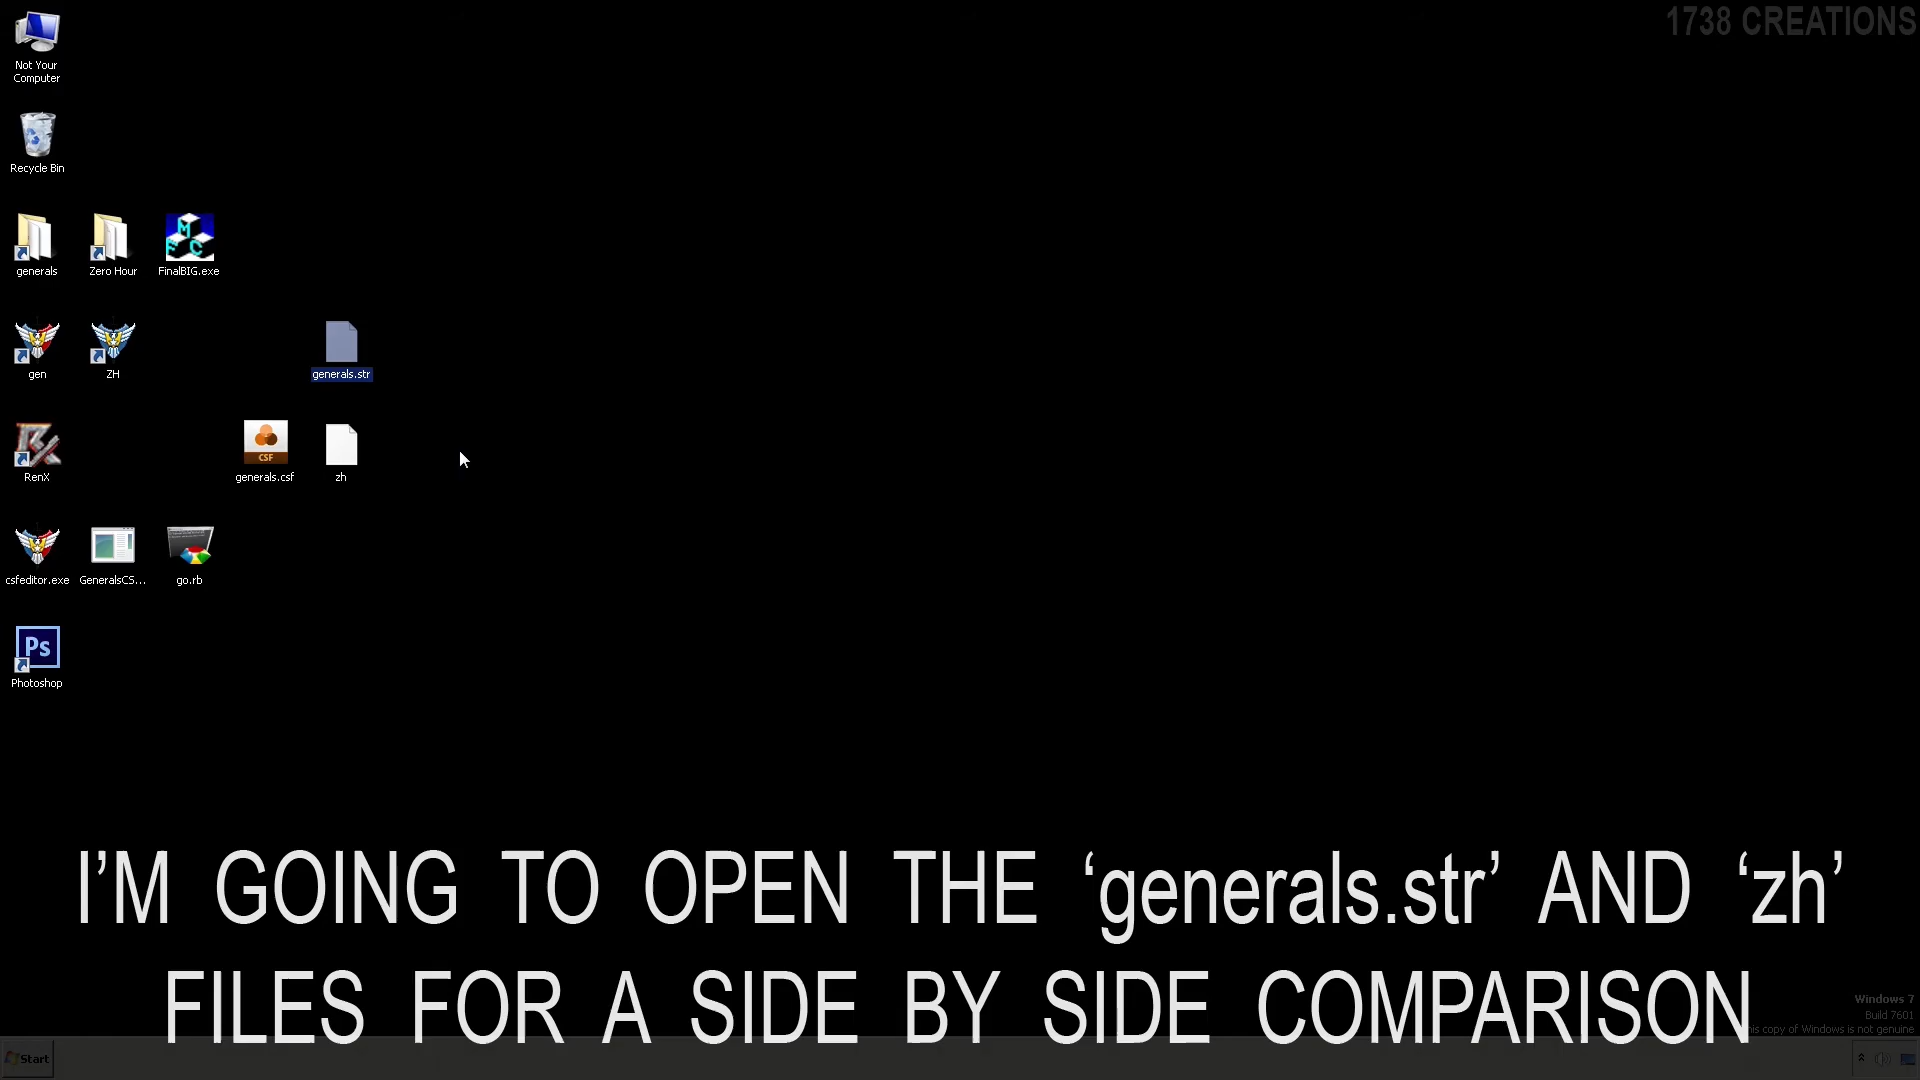 1738 CREATIONS
Not Your
Computer
Recycle Bin
generals
Zero Hour
FinalBIG.exe
gen
ZH
generals.str
RenX
CSF
generals.csf
zh
csfeditor.exe
GeneralsCS...
go.rb
Ps
Photoshop
I’M GOING TO OPEN THE ‘generals.str’ AND ‘zh’
FILES FOR A SIDE BY SIDE COMPARISON
Windows 7
Build 7601
copy of Windows is not genuine
Start